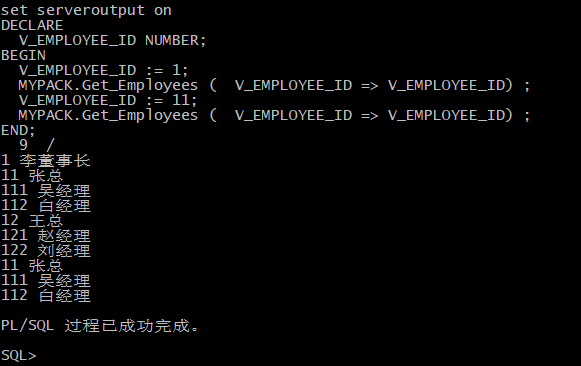 set serveroutput on
DECLARE
  V_EMPLOYEE_ID NUMBER;
BEGIN
  V_EMPLOYEE_ID := 1;
  MYPACK.Get_Employees (  V_EMPLOYEE_ID => V_EMPLOYEE_ID) ;
  V_EMPLOYEE_ID := 11;
  MYPACK.Get_Employees (  V_EMPLOYEE_ID => V_EMPLOYEE_ID) ;
END;
  9  /
1 李董事长
11 张总
111 吴经理
112 白经理
12 王总
121 赵经理
122 刘经理
11 张总
111 吴经理
112 白经理
PL/SQL 过程已成功完成。
SQL>